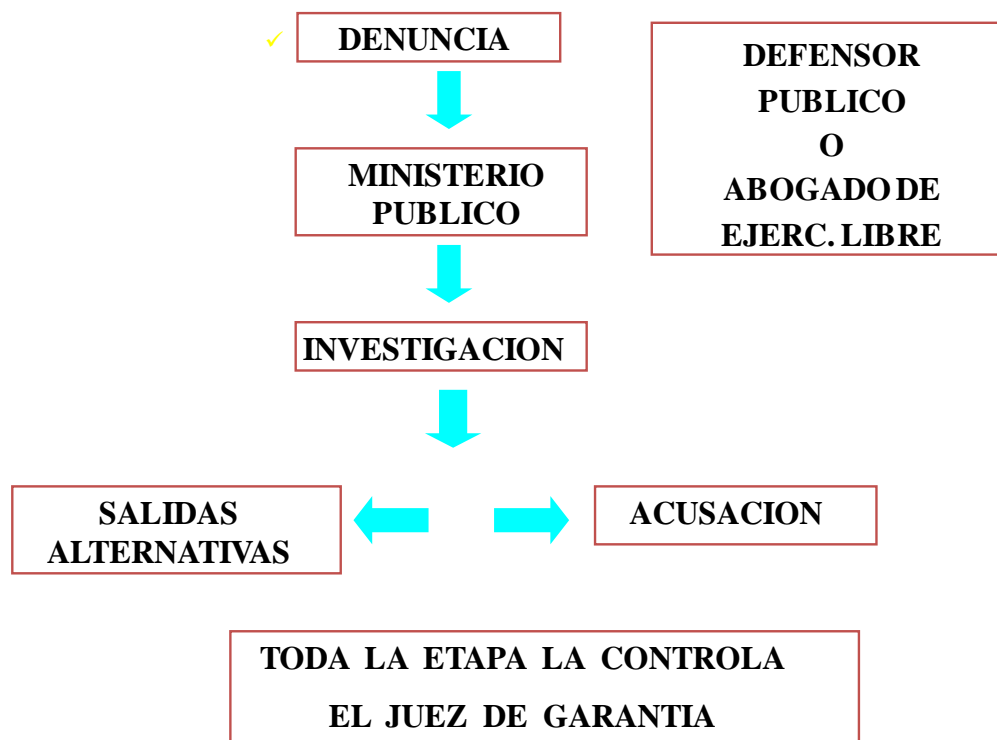 ✓ DENUNCIA
DEFENSOR
PUBLICO
O
ABOGADO DE
EJERC. LIBRE
MINISTERIO
PUBLICO
INVESTIGACION
SALIDAS
ALTERNATIVAS
ACUSACION
TODA LA ETAPA LA CONTROLA
EL JUEZ DE GARANTIA